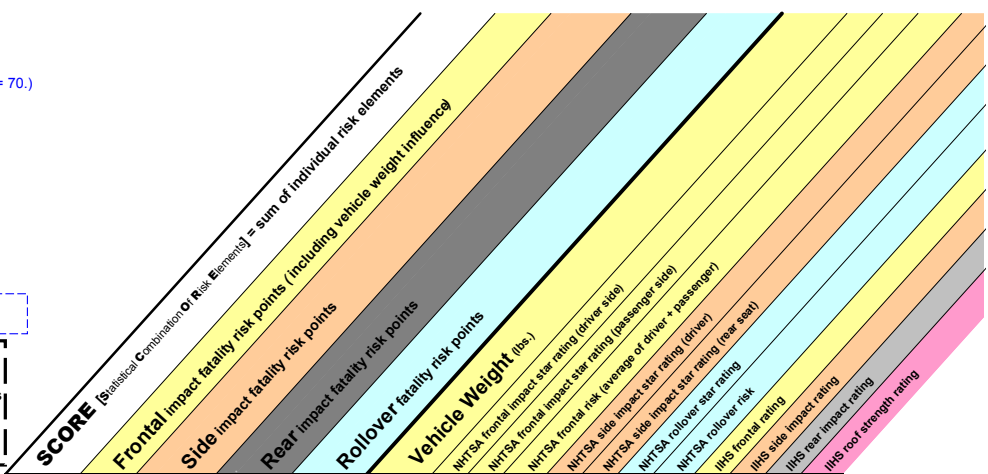 = 70.)
SCORE [Statistical Combination Of Risk Elements] = sum of individual risk elements
Frontal impact fatality risk points (including vehicle weight influence)
Side impact fatality risk points
Rear impact fatality risk points
Rollover fatality risk points
Vehicle Weight (lbs.)
NHTSA frontal impact star rating (driver side)
NHTSA frontal impact star rating (passenger side)
NHTSA frontal risk (average of driver + passenger)
NHTSA side impact star rating (driver)
NHTSA side impact star rating (rear seat)
NHTSA rollover star rating
NHTSA rollover risk
IIHS frontal rating
IIHS side impact rating
IIHS rear impact rating
IIHS roof strength rating